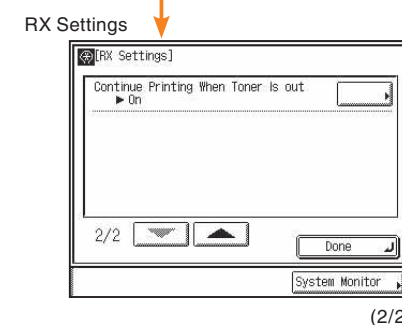 RX Settings
[RX Settings]
Continue Printing When Toner Is out
▶ On
2/2
Done
System Monitor
(2/2